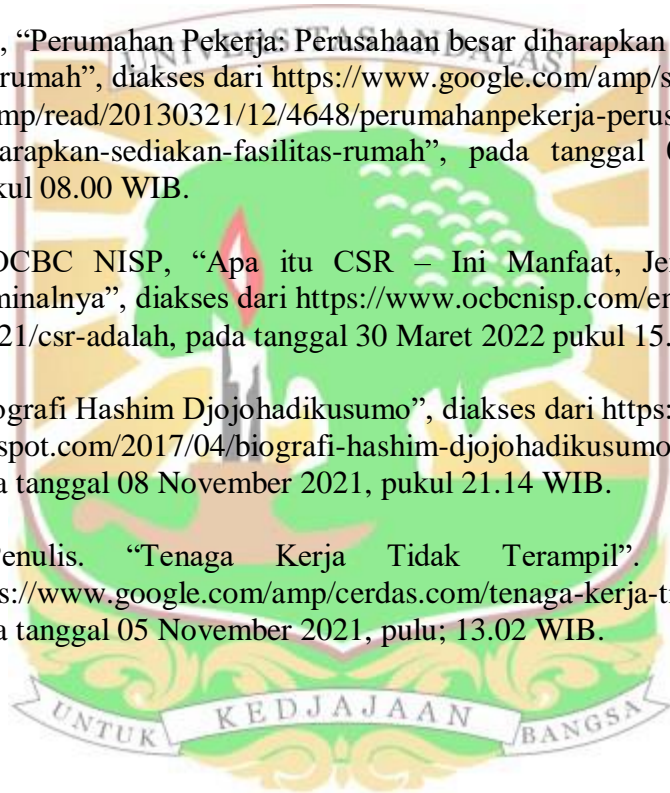 UNIVERSITAS ANDALAS
, “Perumahan Pekerja: Perusahaan besar diharapkan
rumah”, diakses dari https://www.google.com/amp/s
mp/read/20130321/12/4648/perumahanpekerja-perus
arapkan-sediakan-fasilitas-rumah”, pada tanggal
kul 08.00 WIB.
OCBC NISP, “Apa itu CSR – Ini Manfaat, Je
minalnya”, diakses dari https://www.ocbcnisp.com/en
21/csr-adalah, pada tanggal 30 Maret 2022 pukul 15.
ografi Hashim Djojohadikusumo”, diakses dari https:
spot.com/2017/04/biografi-hashim-djojohadikusumo
a tanggal 08 November 2021, pukul 21.14 WIB.
Penulis. “Tenaga Kerja Tidak Terampil”.
s://www.google.com/amp/cerdas.com/tenaga-kerja-ti
a tanggal 05 November 2021, pulu; 13.02 WIB.
UNTUK KEDJAJAAN BANGSA